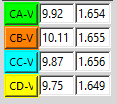 CA-V 9.92 1.654
CB-V 10.11 1.655
CC-V 9.87 1.656
CD-V 9.75 1.649